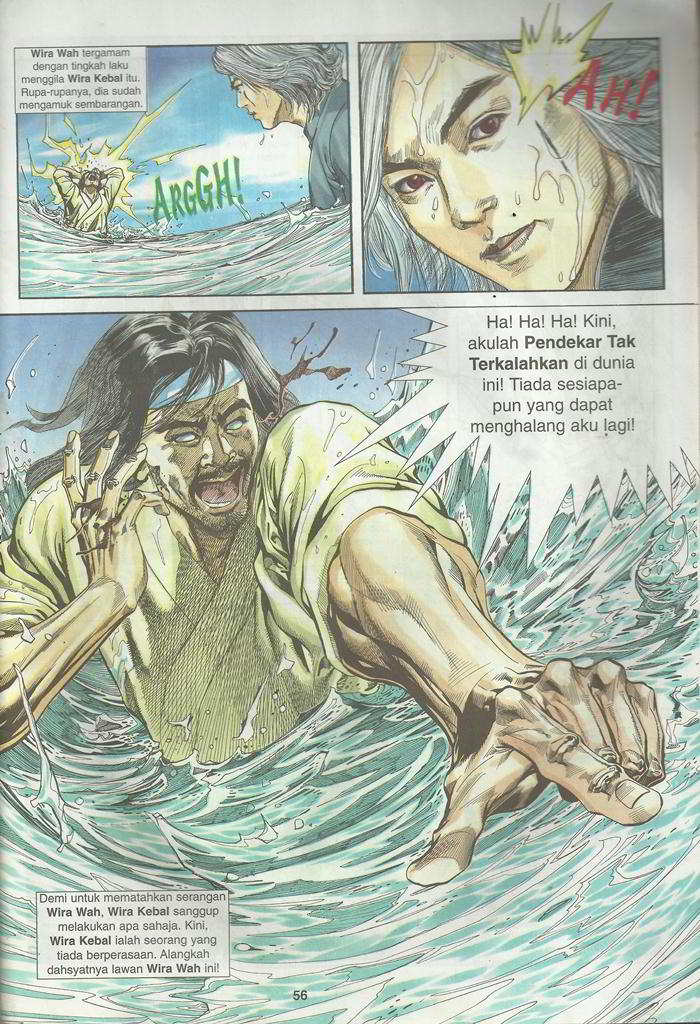 Wira Wah tergamam
dengan tingkah laku
menggila Wira Kebal itu.
Rupa-rupanya, dia sudah
mengamuk sembarangan.
ARGGH!
AH!
Ha! Ha! Ha! Kini,
akulah Pendekar Tak
Terkalahkan di dunia
ini! Tiada sesiapa-
pun yang dapat
menghalang aku lagi!
Demi untuk mematahkan serangan
Wira Wah, Wira Kebal sanggup
melakukan apa sahaja. Kini,
Wira Kebal ialah seorang yang
tiada berperasaan. Alangkah
dahsyatnya lawan Wira Wah ini!
56